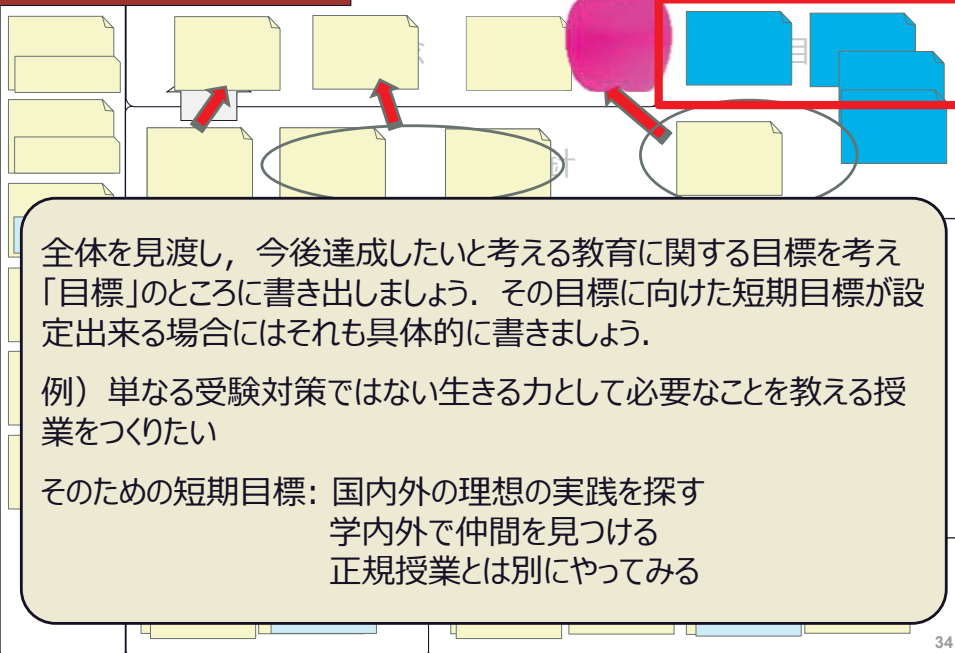 目
針
全体を見渡し，今後達成したいと考える教育に関する目標を考え
「目標」のところに書き出しましょう．その目標に向けた短期目標が設
定出来る場合にはそれも具体的に書きましょう．
例）単なる受験対策ではない生きる力として必要なことを教える授
業をつくりたい
そのための短期目標： 国内外の理想の実践を探す
学内外で仲間を見つける
正規授業とは別にやってみる
34